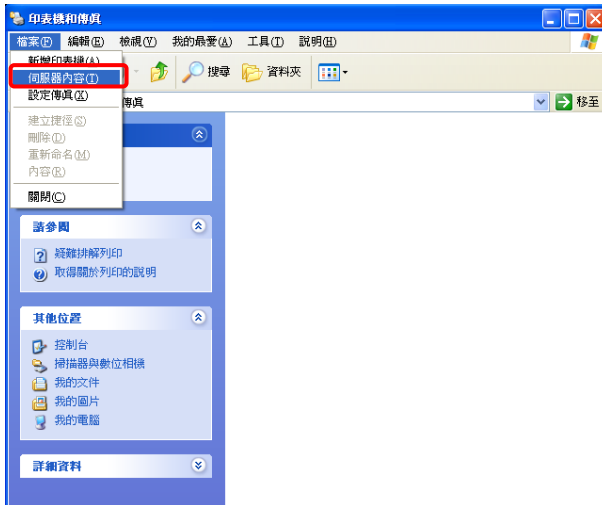 印表機和傳真
檔案(F) 編輯(E) 檢視(V) 我的最愛(A) 工具(T) 說明(H)
新增印表機(A)
伺服器內容(T)
設定傳真(X)
建立捷徑(S)
刪除(D)
重新命名(M)
內容(R)
關閉(C)
搜尋 資料夾
傳真
移至
請參閱
疑難排解列印
取得關於列印的說明
其他位置
控制台
掃描器與數位相機
我的文件
我的圖片
我的電腦
詳細資料